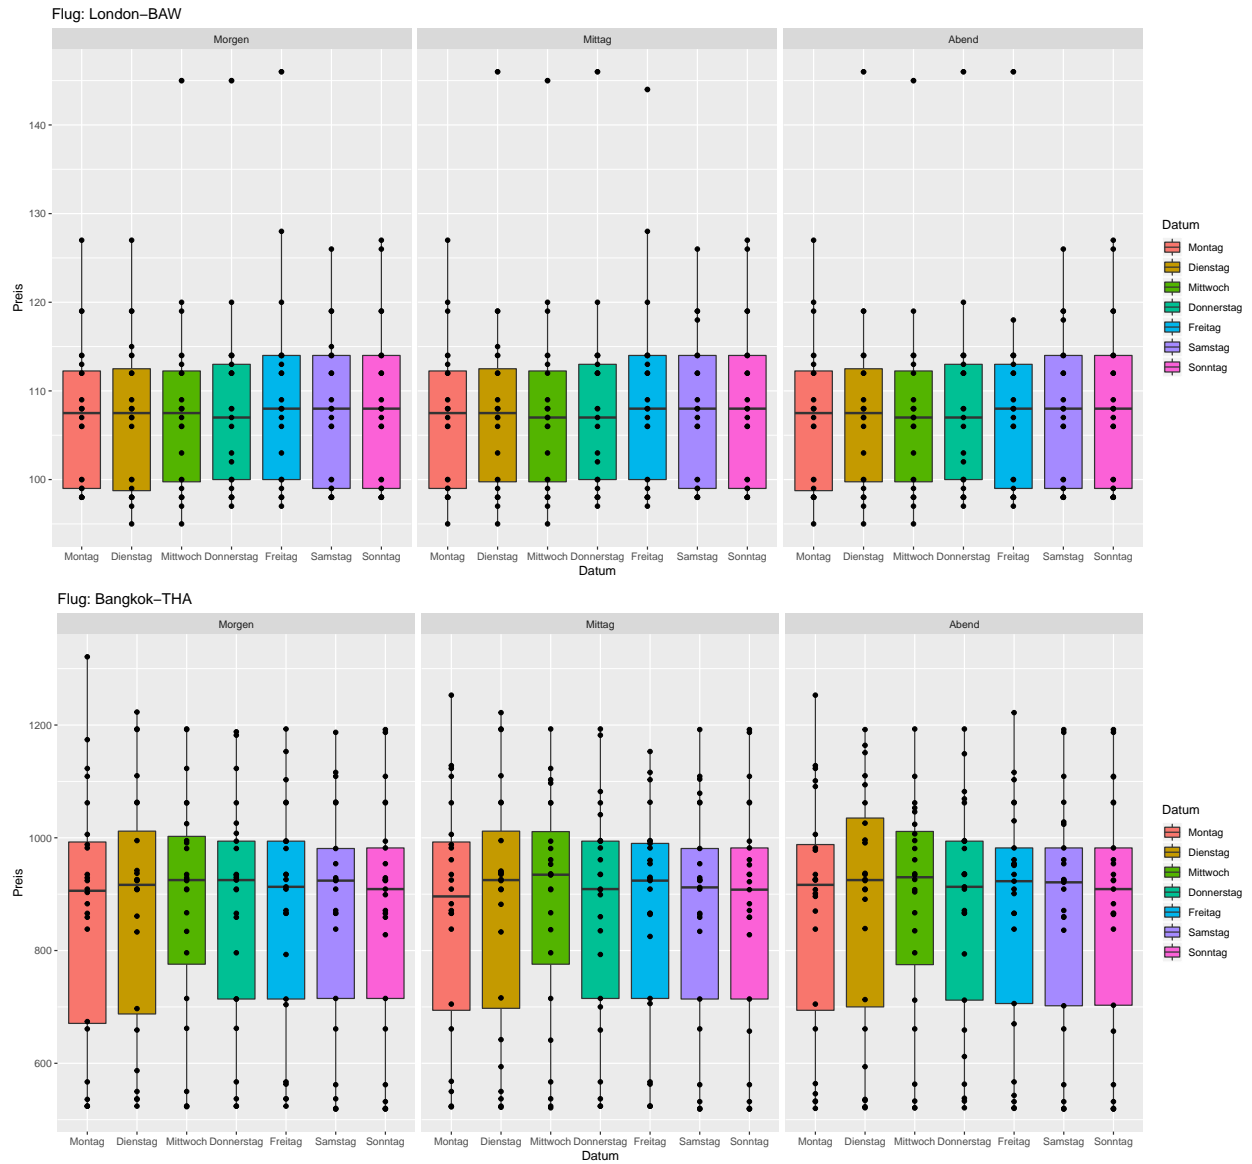 Flug: London−BAW
Morgen Mittag Abend
140
130
120
110
100
Preis
Montag Dienstag Mittwoch Donnerstag Freitag Samstag Sonntag Montag Dienstag Mittwoch Donnerstag Freitag Samstag Sonntag Montag Dienstag Mittwoch Donnerstag Freitag Samstag Sonntag
Datum
Datum
Montag
Dienstag
Mittwoch
Donnerstag
Freitag
Samstag
Sonntag
Flug: Bangkok−THA
Morgen Mittag Abend
1200
1000
800
600
Preis
Montag Dienstag Mittwoch Donnerstag Freitag Samstag Sonntag Montag Dienstag Mittwoch Donnerstag Freitag Samstag Sonntag Montag Dienstag Mittwoch Donnerstag Freitag Samstag Sonntag
Datum
Datum
Montag
Dienstag
Mittwoch
Donnerstag
Freitag
Samstag
Sonntag